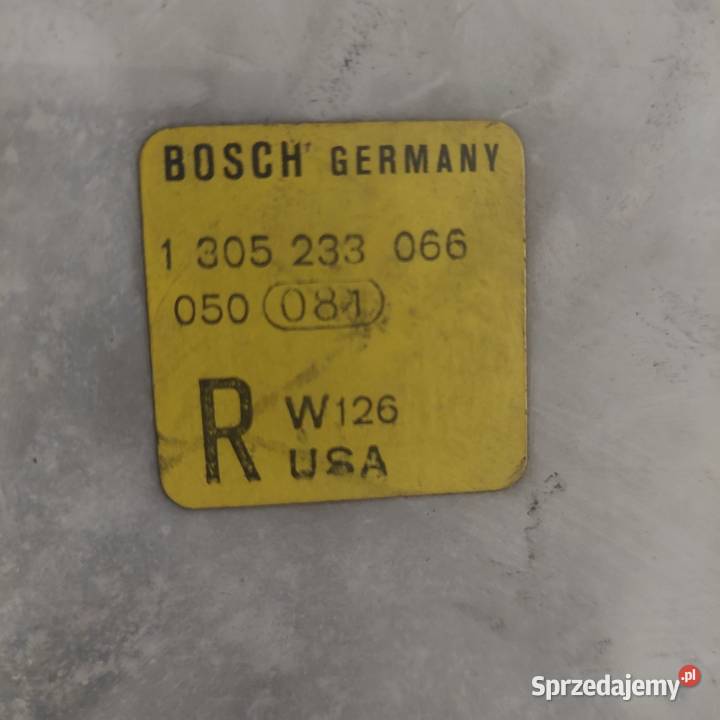 BOSCH GERMANY
1 305 233 066
050 081
R W126
USA
Sprzedajemy.pl